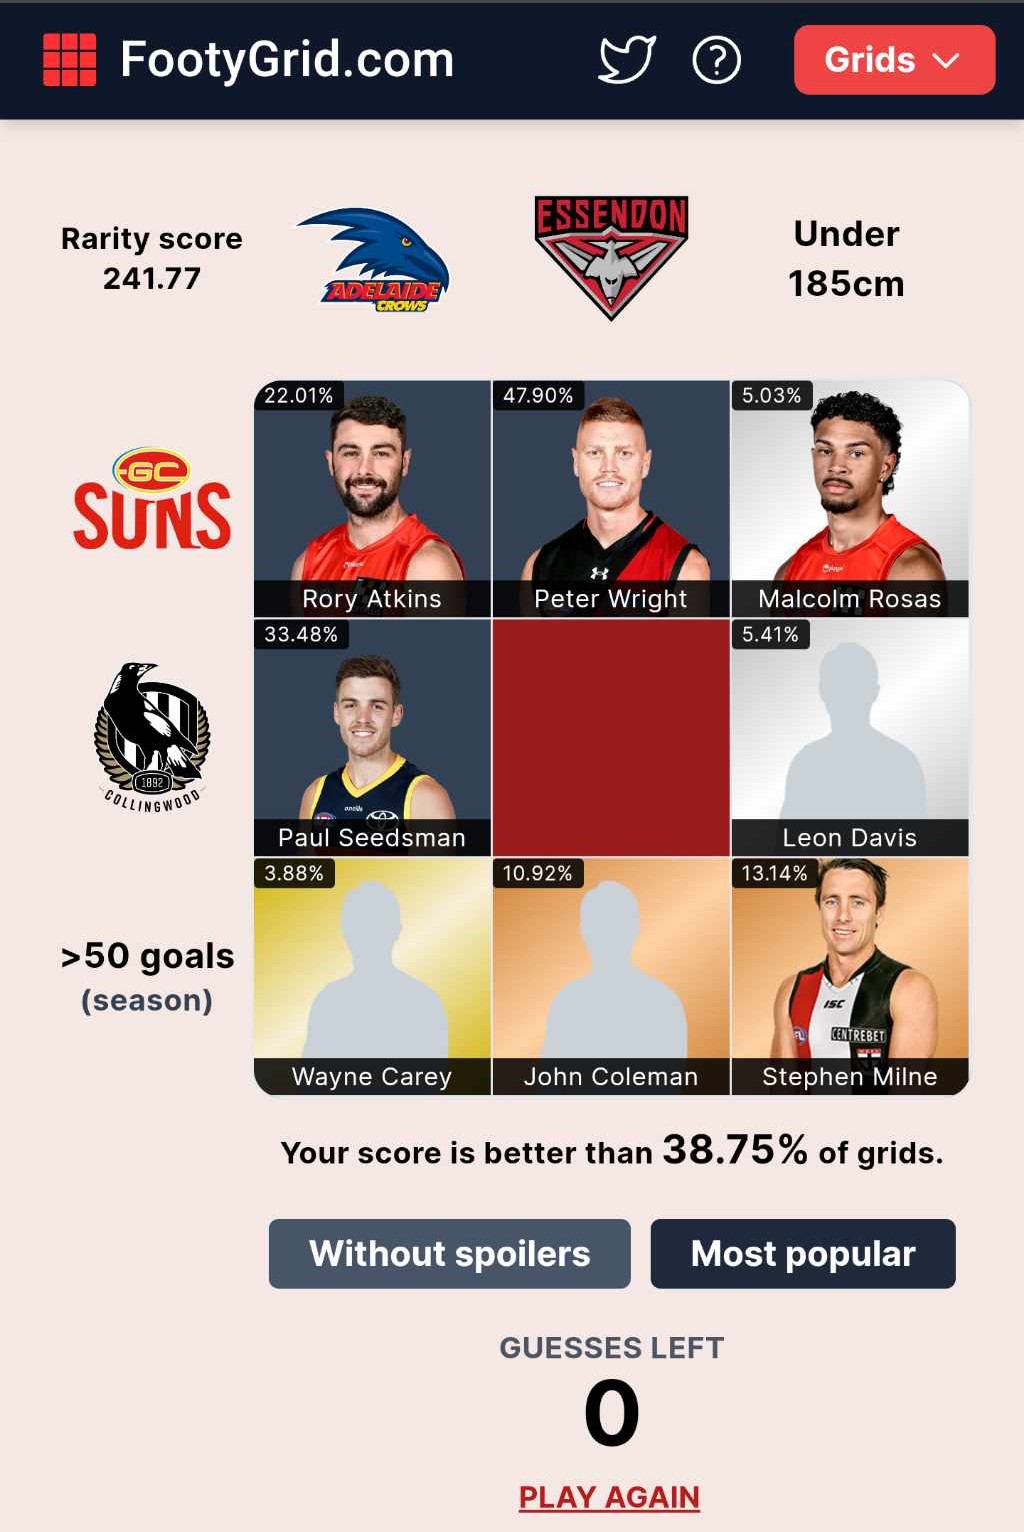 FootyGrid.com
Grids
Rarity score
241.77
ADELAIDE
CROWS
ESSENDON
Under
185cm
GC
SUNS
22.01%
47.90%
5.03%
Rory Atkins
Peter Wright
Malcolm Rosas
1892
COLLINGWOOD
33.48%
5.41%
Paul Seedsman
Leon Davis
>50 goals
(season)
3.88%
10.92%
13.14%
ISC
CENTREBET
Wayne Carey
John Coleman
Stephen Milne
Your score is better than 38.75% of grids.
Without spoilers
Most popular
GUESSES LEFT
0
PLAY AGAIN